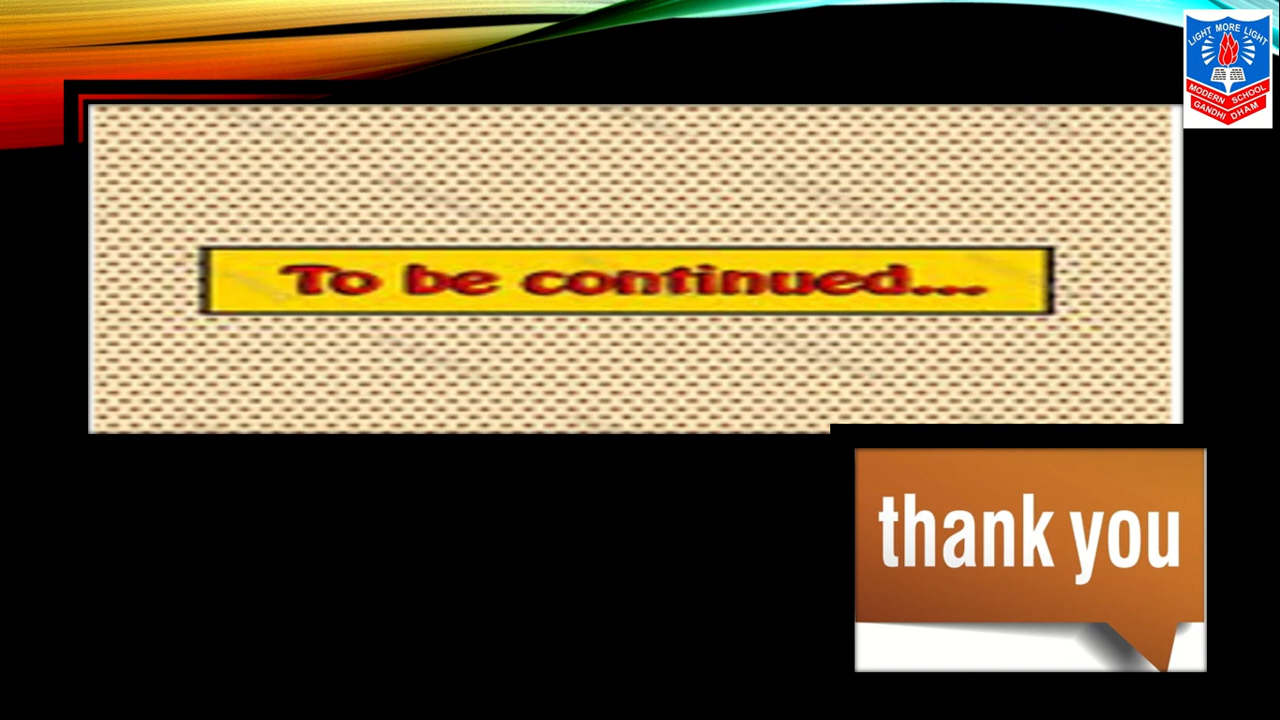 LIGHT MORE LIGHT
MODERN SCHOOL
GANDHI DHAM
To be continued...
thank you